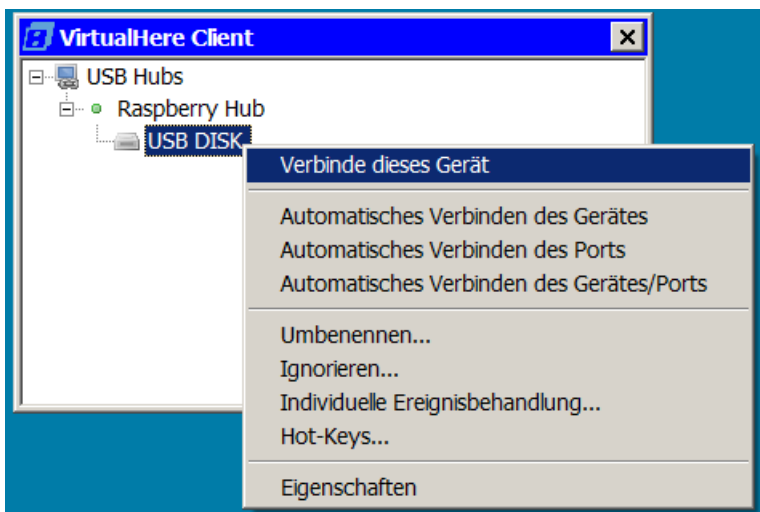 VirtualHere Client
USB Hubs
Raspberry Hub
USB DISK
Verbinde dieses Gerät
Automatisches Verbinden des Gerätes
Automatisches Verbinden des Ports
Automatisches Verbinden des Gerätes/Ports
Umbenennen...
Ignorieren...
Individuelle Ereignisbehandlung...
Hot-Keys...
Eigenschaften